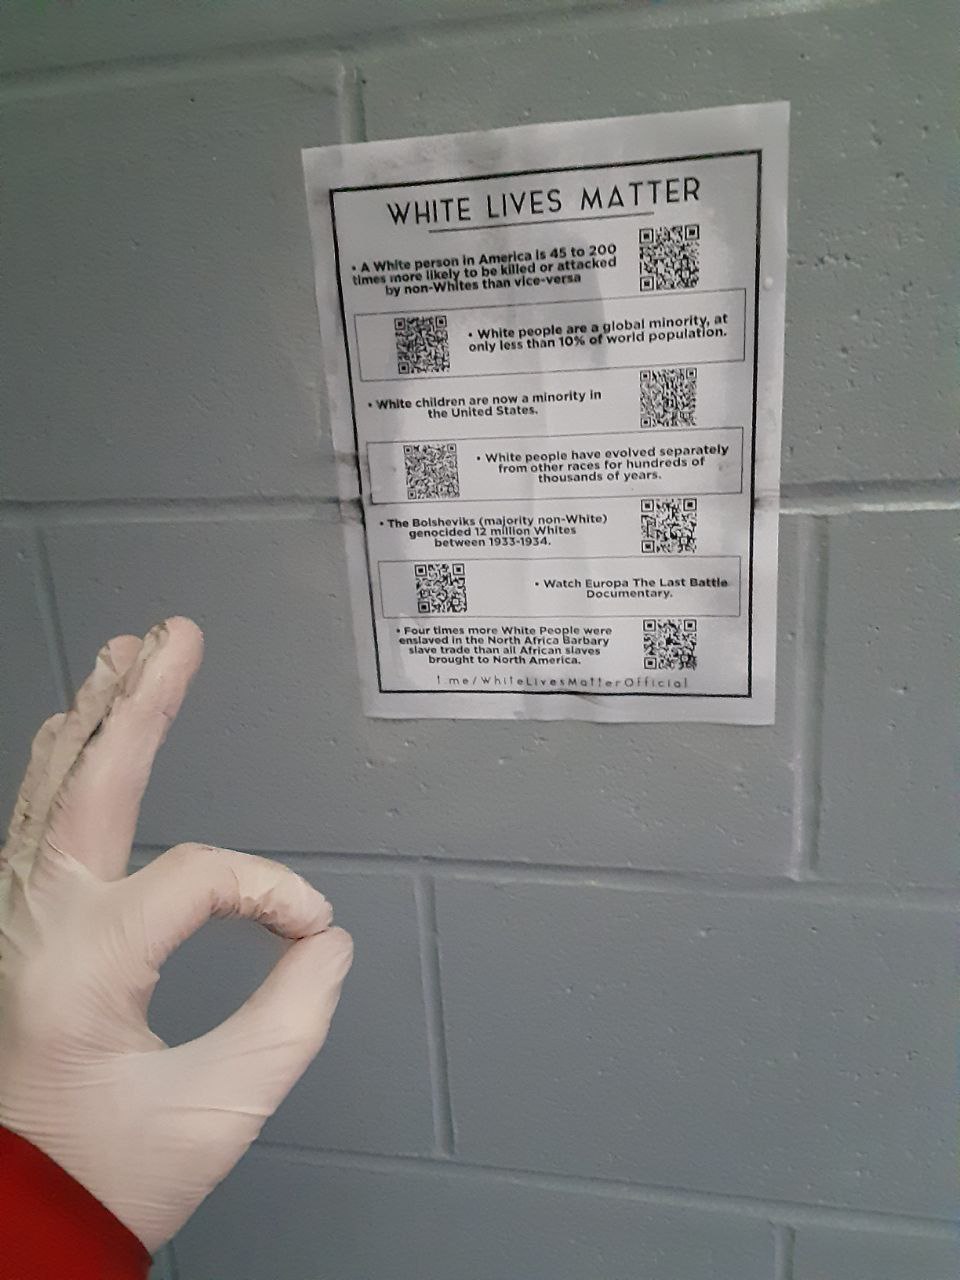 WHITE LIVES MATTER
• A White person in America is 45 to 200
times more likely to be killed or attacked
by non-Whites than vice-versa
• White people are a global minority, at
only less than 10% of world population.
• White children are now a minority in
the United States.
• White people have evolved separately
from other races for hundreds of
thousands of years.
• The Bolsheviks (majority non-White)
genocided 12 million Whites
between 1933-1934.
• Watch Europa The Last Battle
Documentary.
• Four times more White People were
enslaved in the North Africa Barbary
slave trade than all African slaves
brought to North America.
t.me/WhiteLivesMatterOfficial